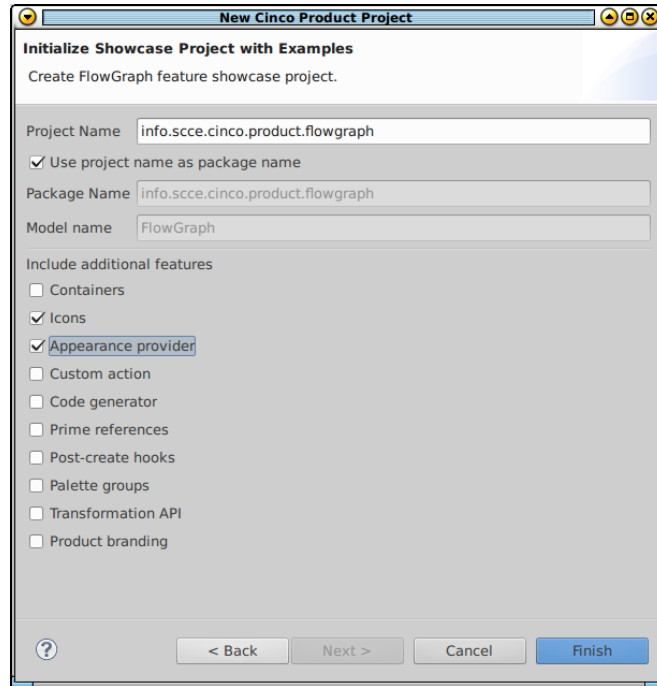 New Cinco Product Project
Initialize Showcase Project with Examples
Create FlowGraph feature showcase project.
Project Name info.scce.cinco.product.flowgraph
Use project name as package name
Package Name info.scce.cinco.product.flowgraph
Model name FlowGraph
Include additional features
Containers
Icons
Appearance provider
Custom action
Code generator
Prime references
Post-create hooks
Palette groups
Transformation API
Product branding
? < Back Next > Cancel Finish